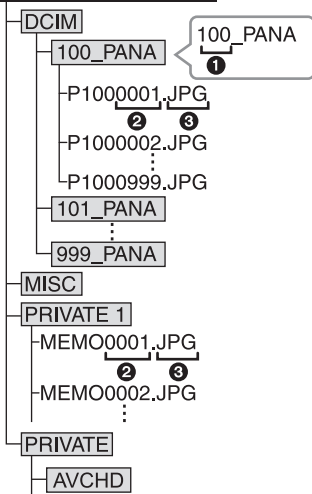 DCIM
100_PANA
100_PANA
❶
P1000001.JPG
❷ ❸
P1000002.JPG
P1000999.JPG
101_PANA
999_PANA
MISC
PRIVATE 1
MEMO0001.JPG
❷ ❸
MEMO0002.JPG
PRIVATE
AVCHD